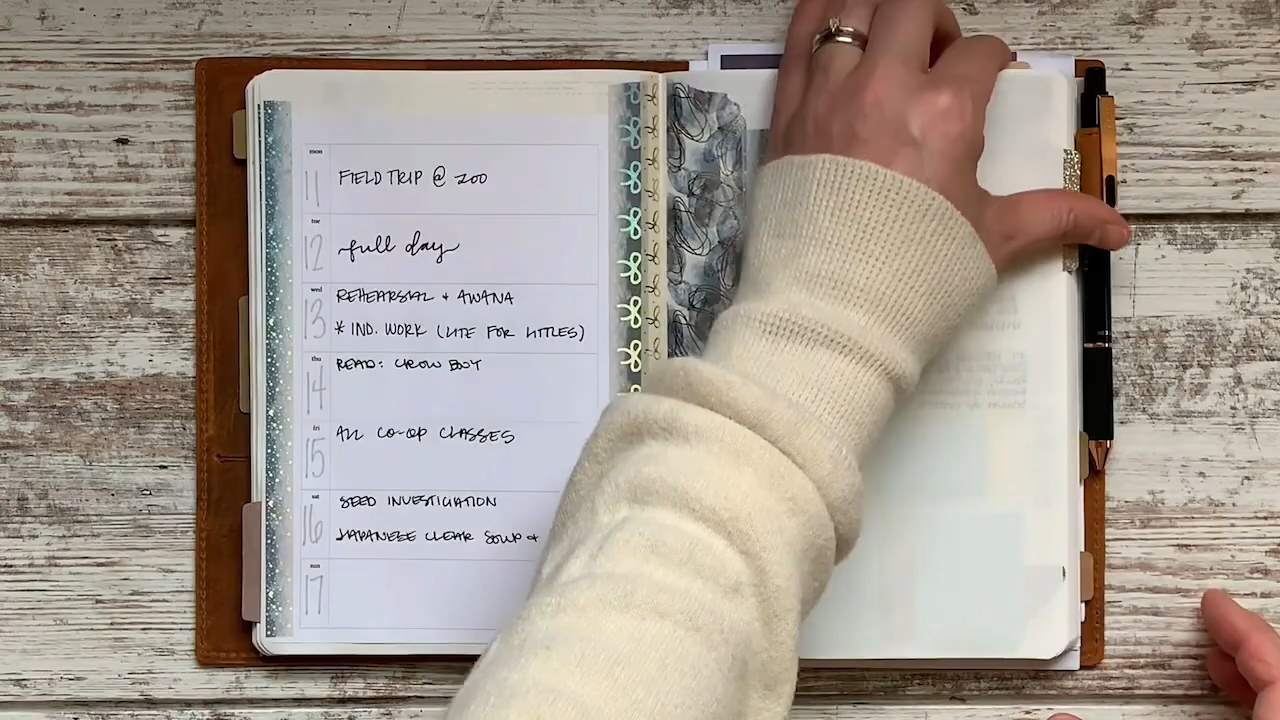 mon
11
FIELD TRIP @ ZOO
tue
12
full day
wed
13
REHEARSAL + AWANA
* IND. WORK (LITE FOR LITTLES)
thu
14
READ: CROW BOY
fri
15
ALL CO-OP CLASSES
sat
16
SEED INVESTIGATION
JAPANESE CLEAR SOUP +
sun
17